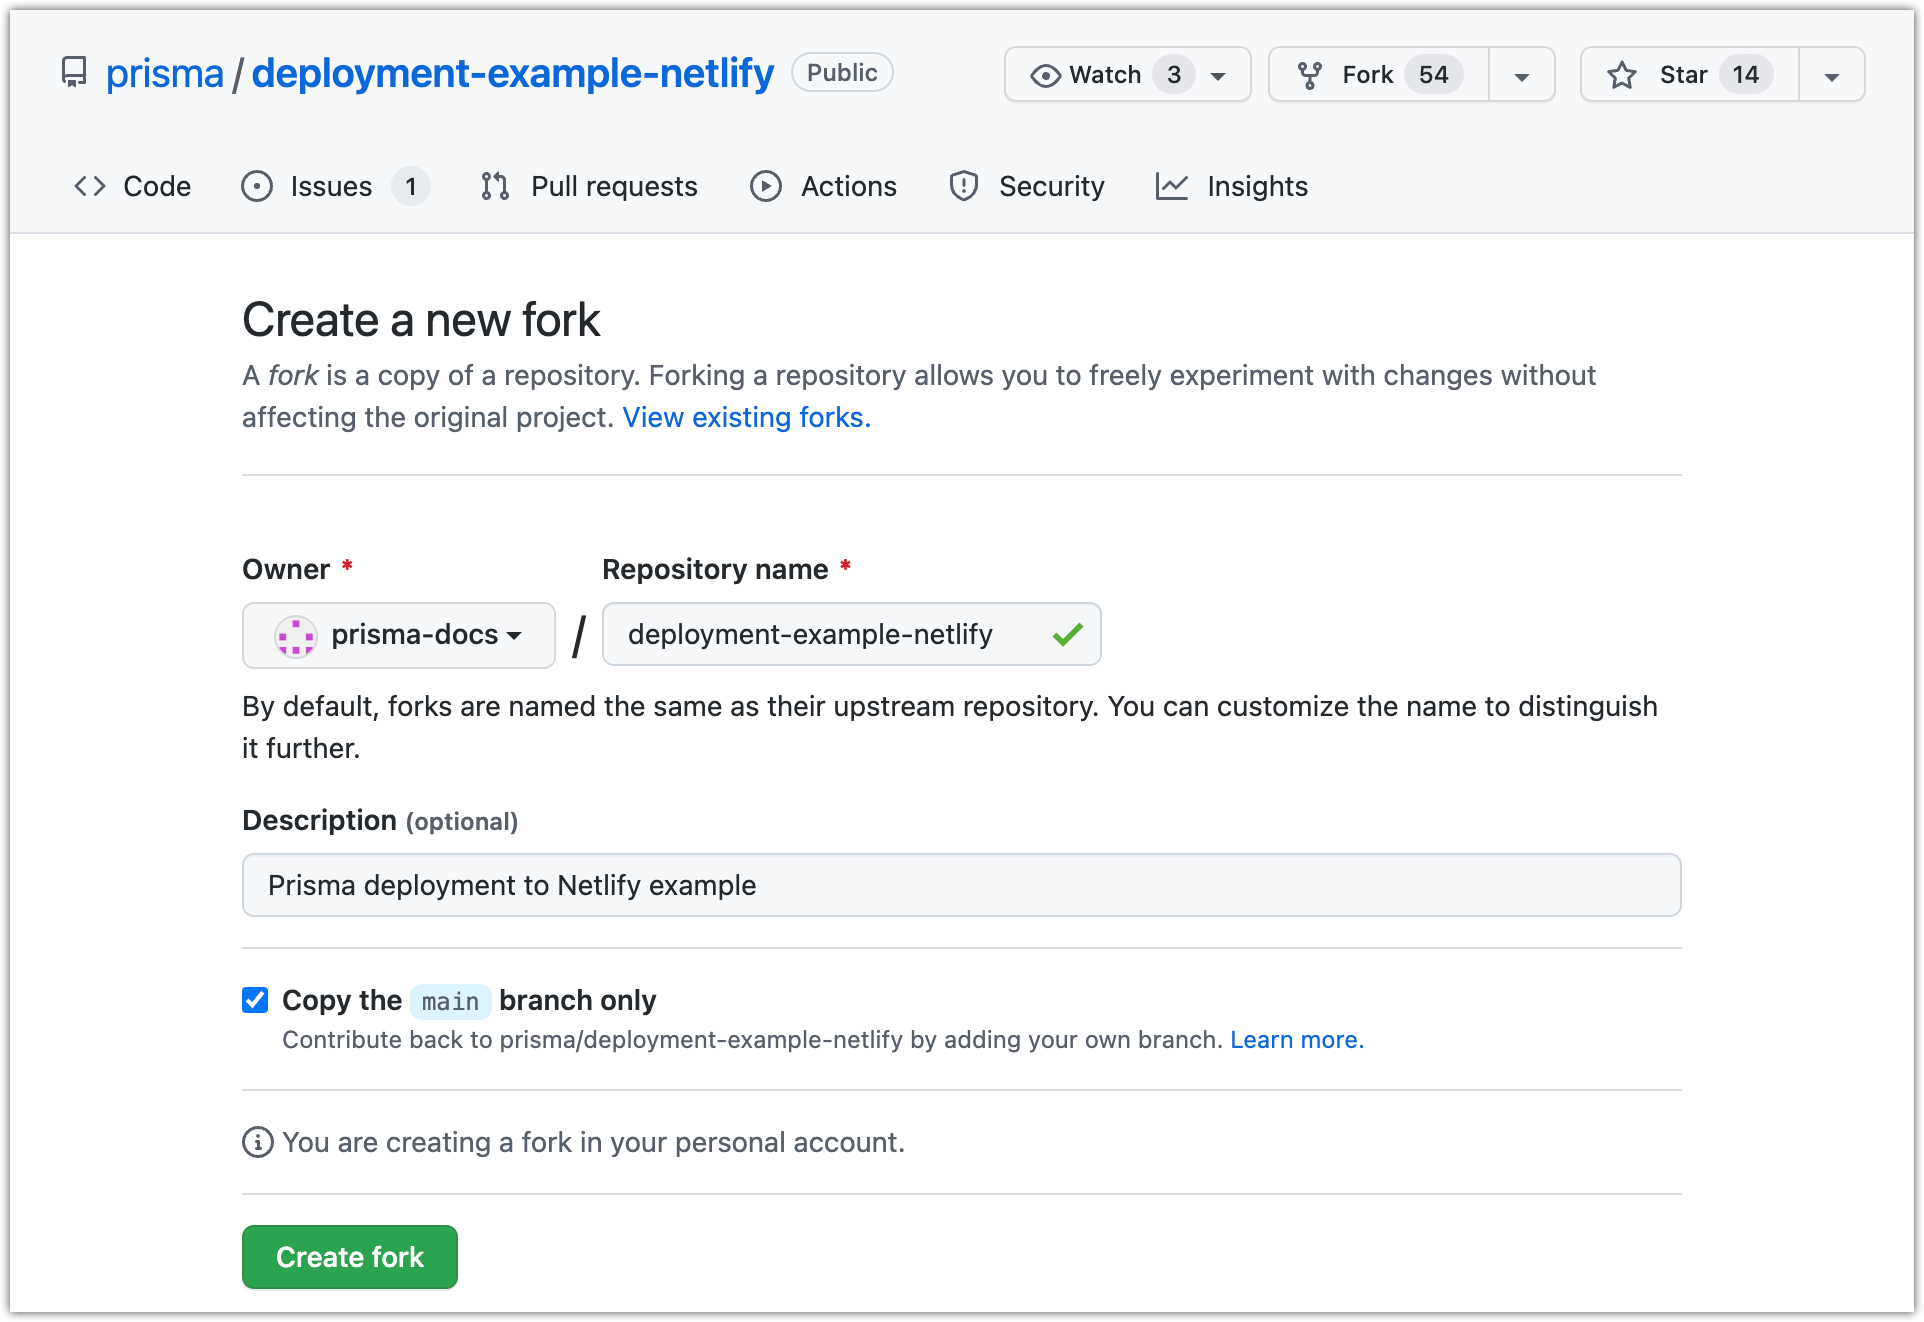 prisma / deployment-example-netlify Public Watch 3 Fork 54 Star 14
Code Issues 1 Pull requests Actions Security Insights
Create a new fork
A fork is a copy of a repository. Forking a repository allows you to freely experiment with changes without
affecting the original project. View existing forks.
Owner * Repository name *
prisma-docs / deployment-example-netlify
By default, forks are named the same as their upstream repository. You can customize the name to distinguish
it further.
Description (optional)
Prisma deployment to Netlify example
Copy the main branch only
Contribute back to prisma/deployment-example-netlify by adding your own branch. Learn more.
You are creating a fork in your personal account.
Create fork